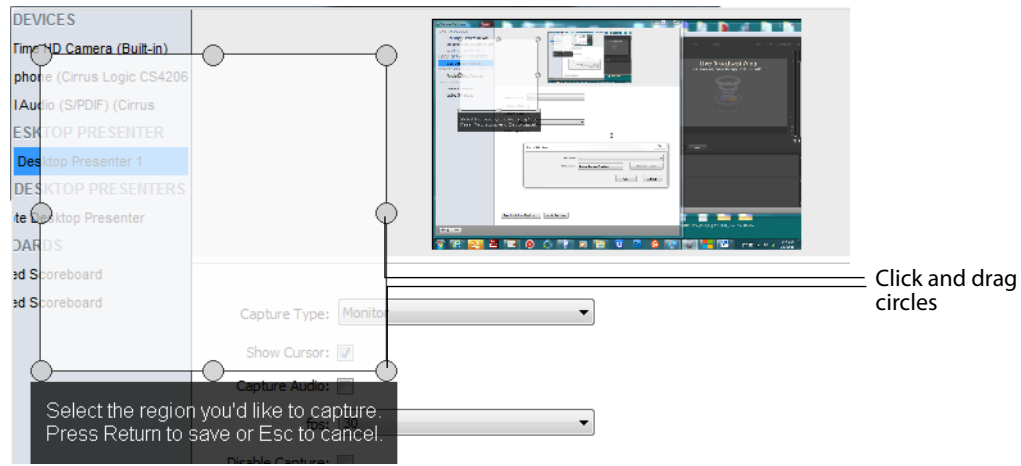 DEVICES
Time HD Camera (Built-in)
phone (Cirrus Logic CS4206
l Audio (S/PDIF) (Cirrus
ESKTOP PRESENTER
Desktop Presenter 1
DESKTOP PRESENTERS
te Desktop Presenter
OARDS
ed Scoreboard
ed Scoreboard
Click and drag
circles
Capture Type: Monitor
Show Cursor:
Capture Audio:
Select the region you'd like to capture.
fps: 30
Press Return to save or Esc to cancel.
Disable Capture: